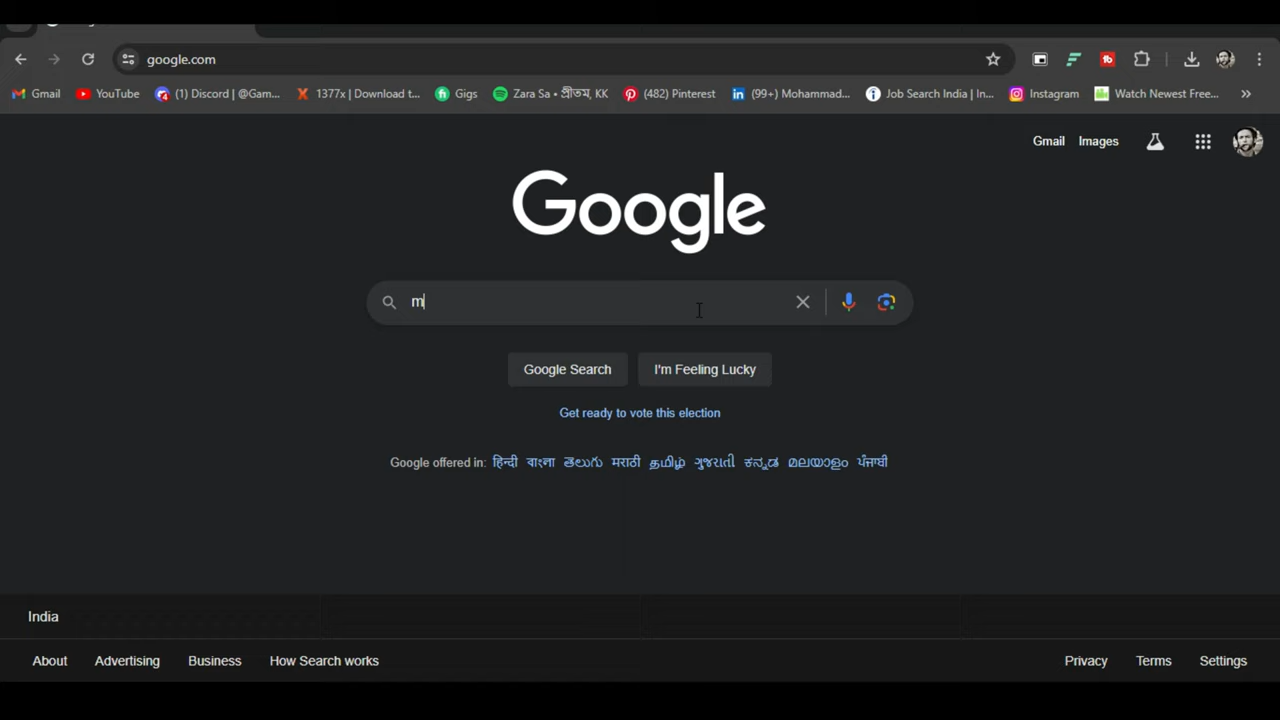 google.com
Gmail YouTube (1) Discord | @Gam... 1377x | Download t... Gigs Zara Sa • প্রীতম, KK (482) Pinterest (99+) Mohammad... Job Search India | In... Instagram Watch Newest Free... »
Gmail Images
Google
m
Google Search I'm Feeling Lucky
Get ready to vote this election
Google offered in: हिन्दी বাংলা తెలుగు मराठी தமிழ் ગુજરાતી ಕನ್ನಡ മലയാളം ਪੰਜਾਬੀ
India
About Advertising Business How Search works Privacy Terms Settings